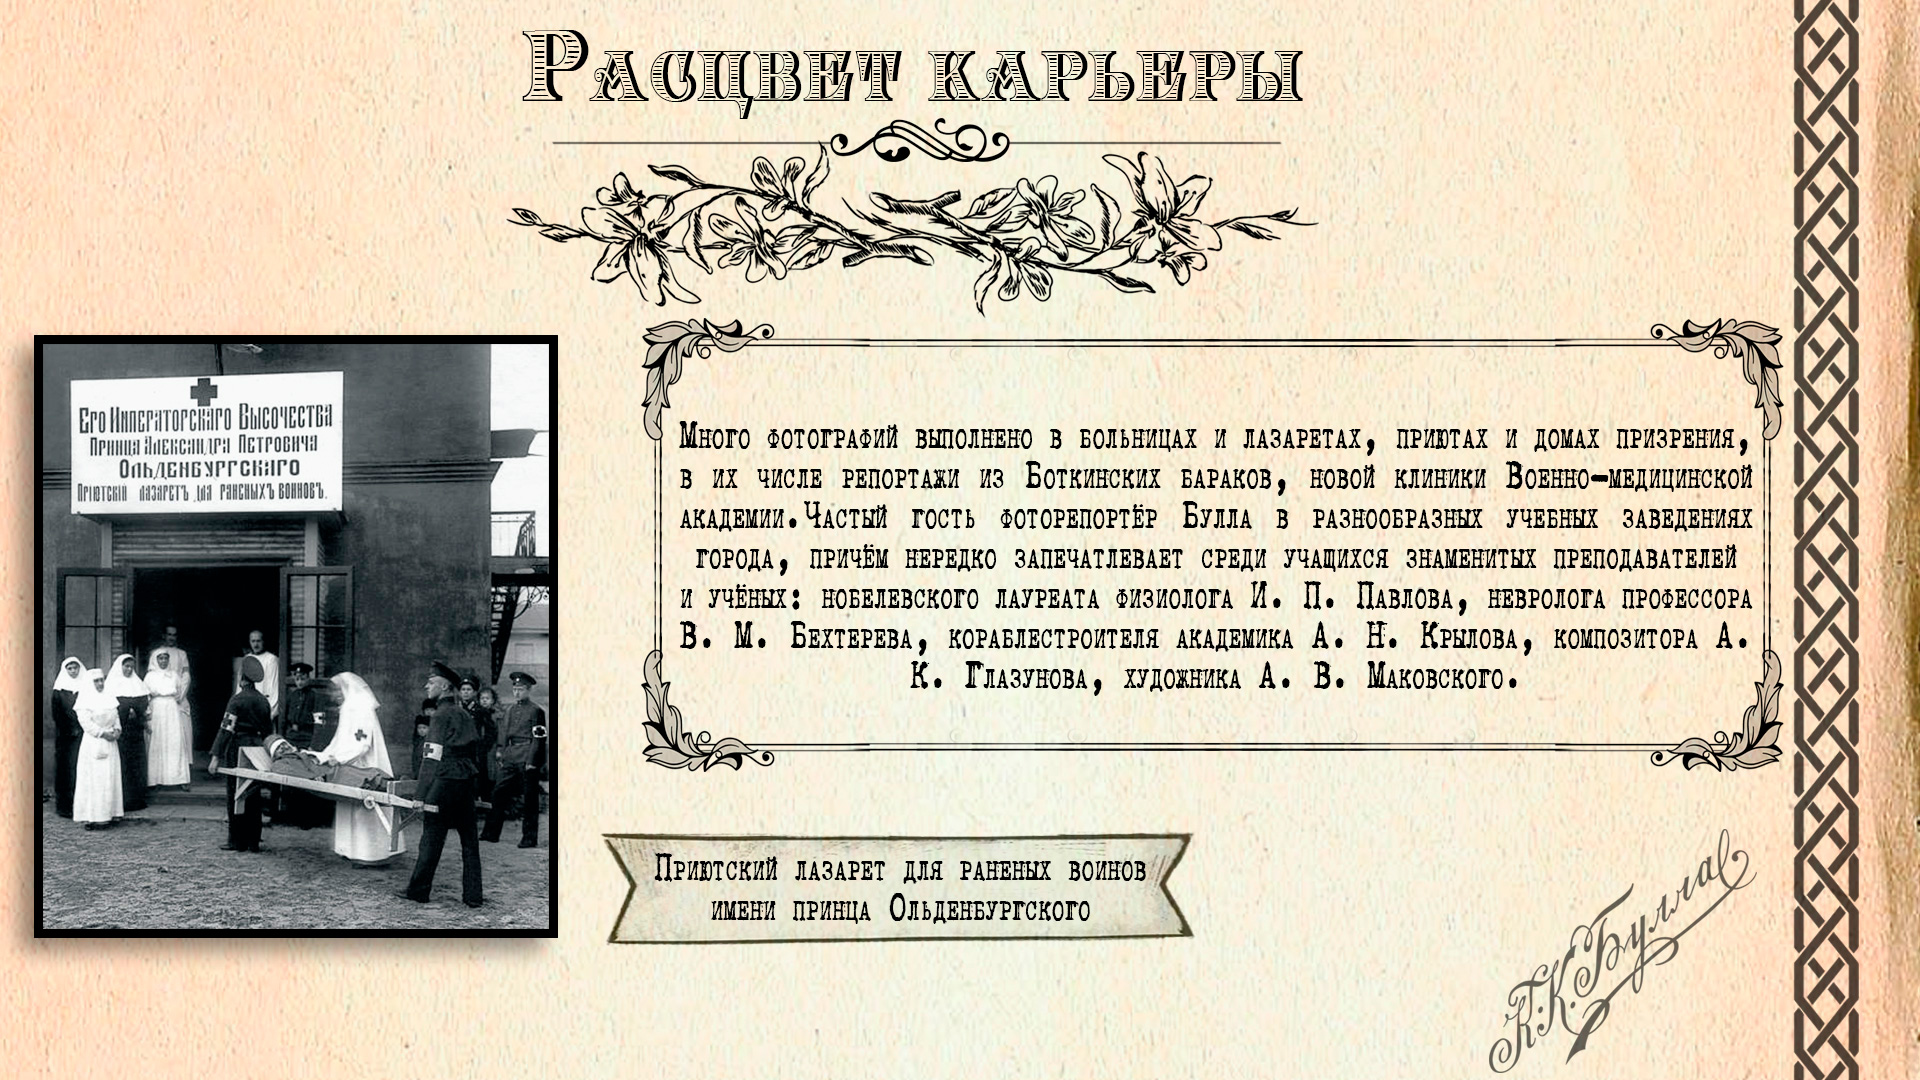 Расцвет карьеры
Его Императорскаго Высочества
Принца Александра Петровича
Ольденбургскаго
Приютскiй лазаретъ для раненыхъ воиновъ.
Много фотографий выполнено в больницах и лазаретах, приютах и домах призрения,
в их числе репортажи из Боткинских бараков, новой клиники Военно-медицинской
академии.Частый гость фоторепортёр Булла в разнообразных учебных заведениях
города, причём нередко запечатлевает среди учащихся знаменитых преподавателей
и учёных: нобелевского лауреата физиолога И. П. Павлова, невролога профессора
В. М. Бехтерева, кораблестроителя академика А. Н. Крылова, композитора А.
К. Глазунова, художника А. В. Маковского.
Приютский лазарет для раненых воинов
имени принца Ольденбургского
К.К.Булла